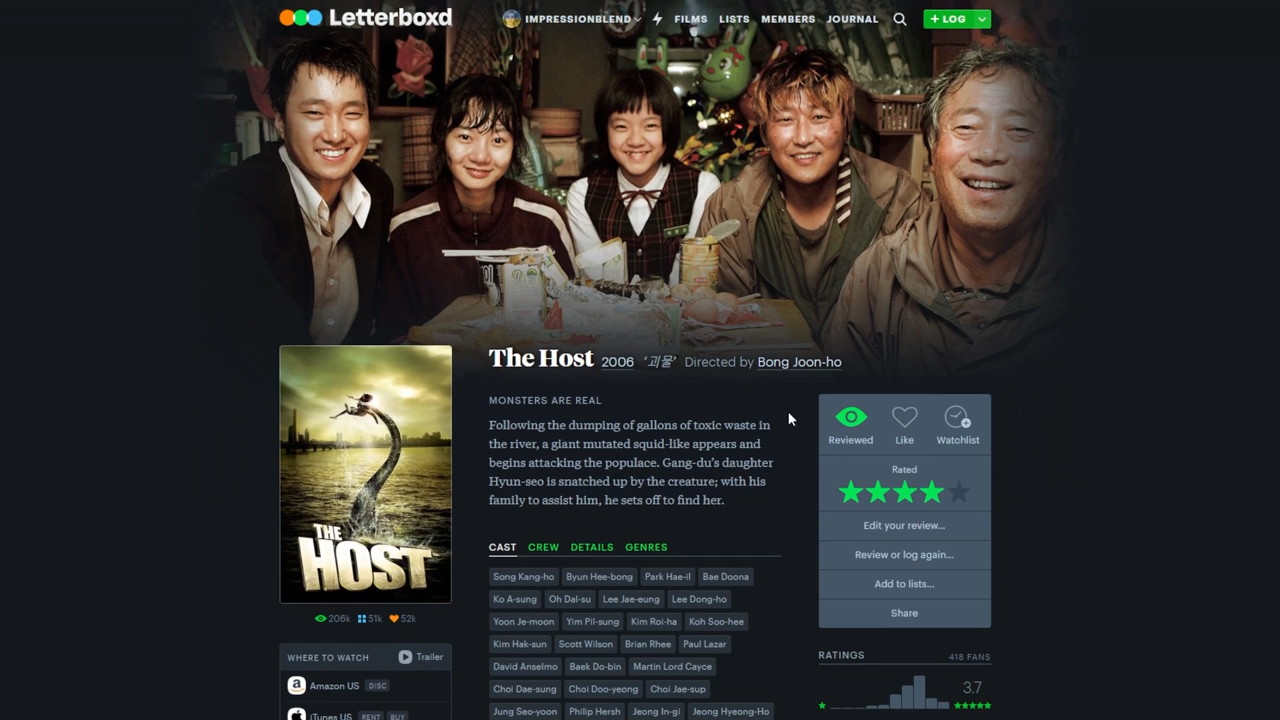 Letterboxd
IMPRESSIONBLEND FILMS LISTS MEMBERS JOURNAL + LOG
The Host 2006 ‘괴물’ Directed by Bong Joon-ho
MONSTERS ARE REAL
Following the dumping of gallons of toxic waste in
the river, a giant mutated squid-like appears and
begins attacking the populace. Gang-du’s daughter
Hyun-seo is snatched up by the creature; with his
family to assist him, he sets off to find her.
THE
HOST
206k 51k 52k
WHERE TO WATCH Trailer
Amazon US DISC
iTunes US RENT BUY
CAST CREW DETAILS GENRES
Song Kang-ho Byun Hee-bong Park Hae-il Bae Doona
Ko A-sung Oh Dal-su Lee Jae-eung Lee Dong-ho
Yoon Je-moon Yim Pil-sung Kim Roi-ha Koh Soo-hee
Kim Hak-sun Scott Wilson Brian Rhee Paul Lazar
David Anselmo Baek Do-bin Martin Lord Cayce
Choi Dae-sung Choi Doo-yeong Choi Jae-sup
Jung Seo-yoon Philip Hersh Jeong In-gi Jeong Hyeong-Ho
Reviewed Like Watchlist
Rated
Edit your review…
Review or log again…
Add to lists…
Share
RATINGS 418 FANS
3.7